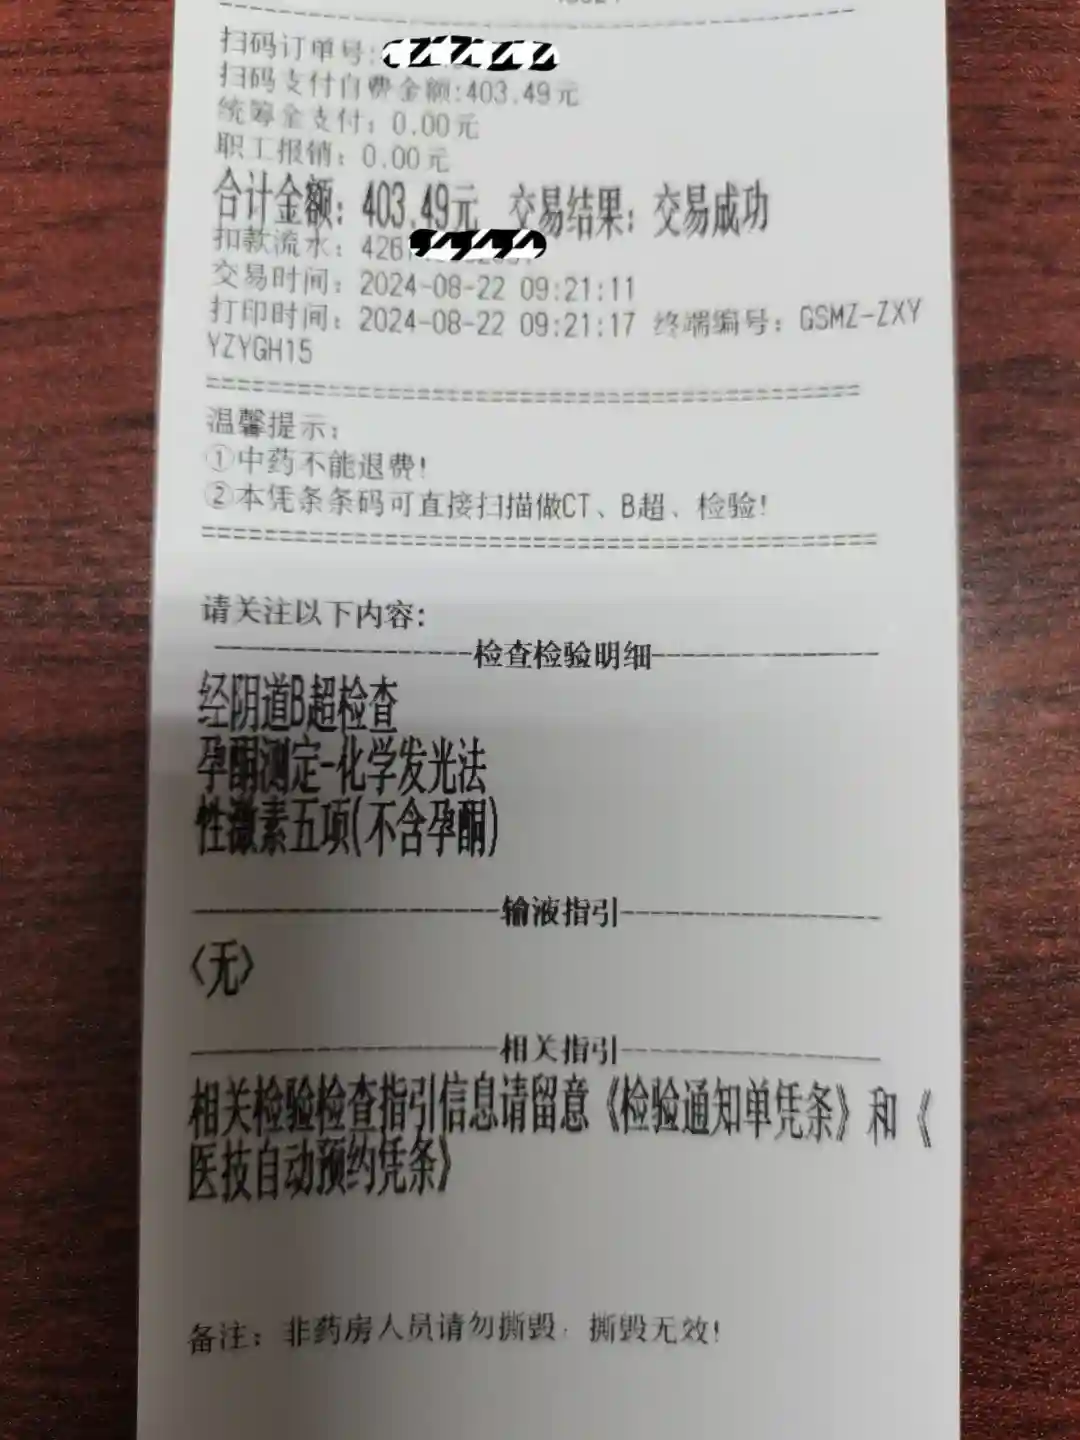 扫码订单号:
扫码支付自费金额:403.49元
统筹金支付: 0.00元
职工报销: 0.00元
合计金额: 403.49元 交易结果: 交易成功
扣款流水: 4261
交易时间: 2024-08-22 09:21:11
打印时间: 2024-08-22 09:21:17 终端编号: GSMZ-ZXY
YZYGH15
温馨提示:
①中药不能退费!
②本凭条条码可直接扫描做CT、B超、检验!
请关注以下内容:
检查检验明细
经阴道B超检查
孕酮测定-化学发光法
性激素五项(不含孕酮)
输液指引
〈无〉
相关指引
相关检验检查指引信息请留意《检验通知单凭条》和《
医技自动预约凭条》
备注: 非药房人员请勿撕毁, 撕毁无效!